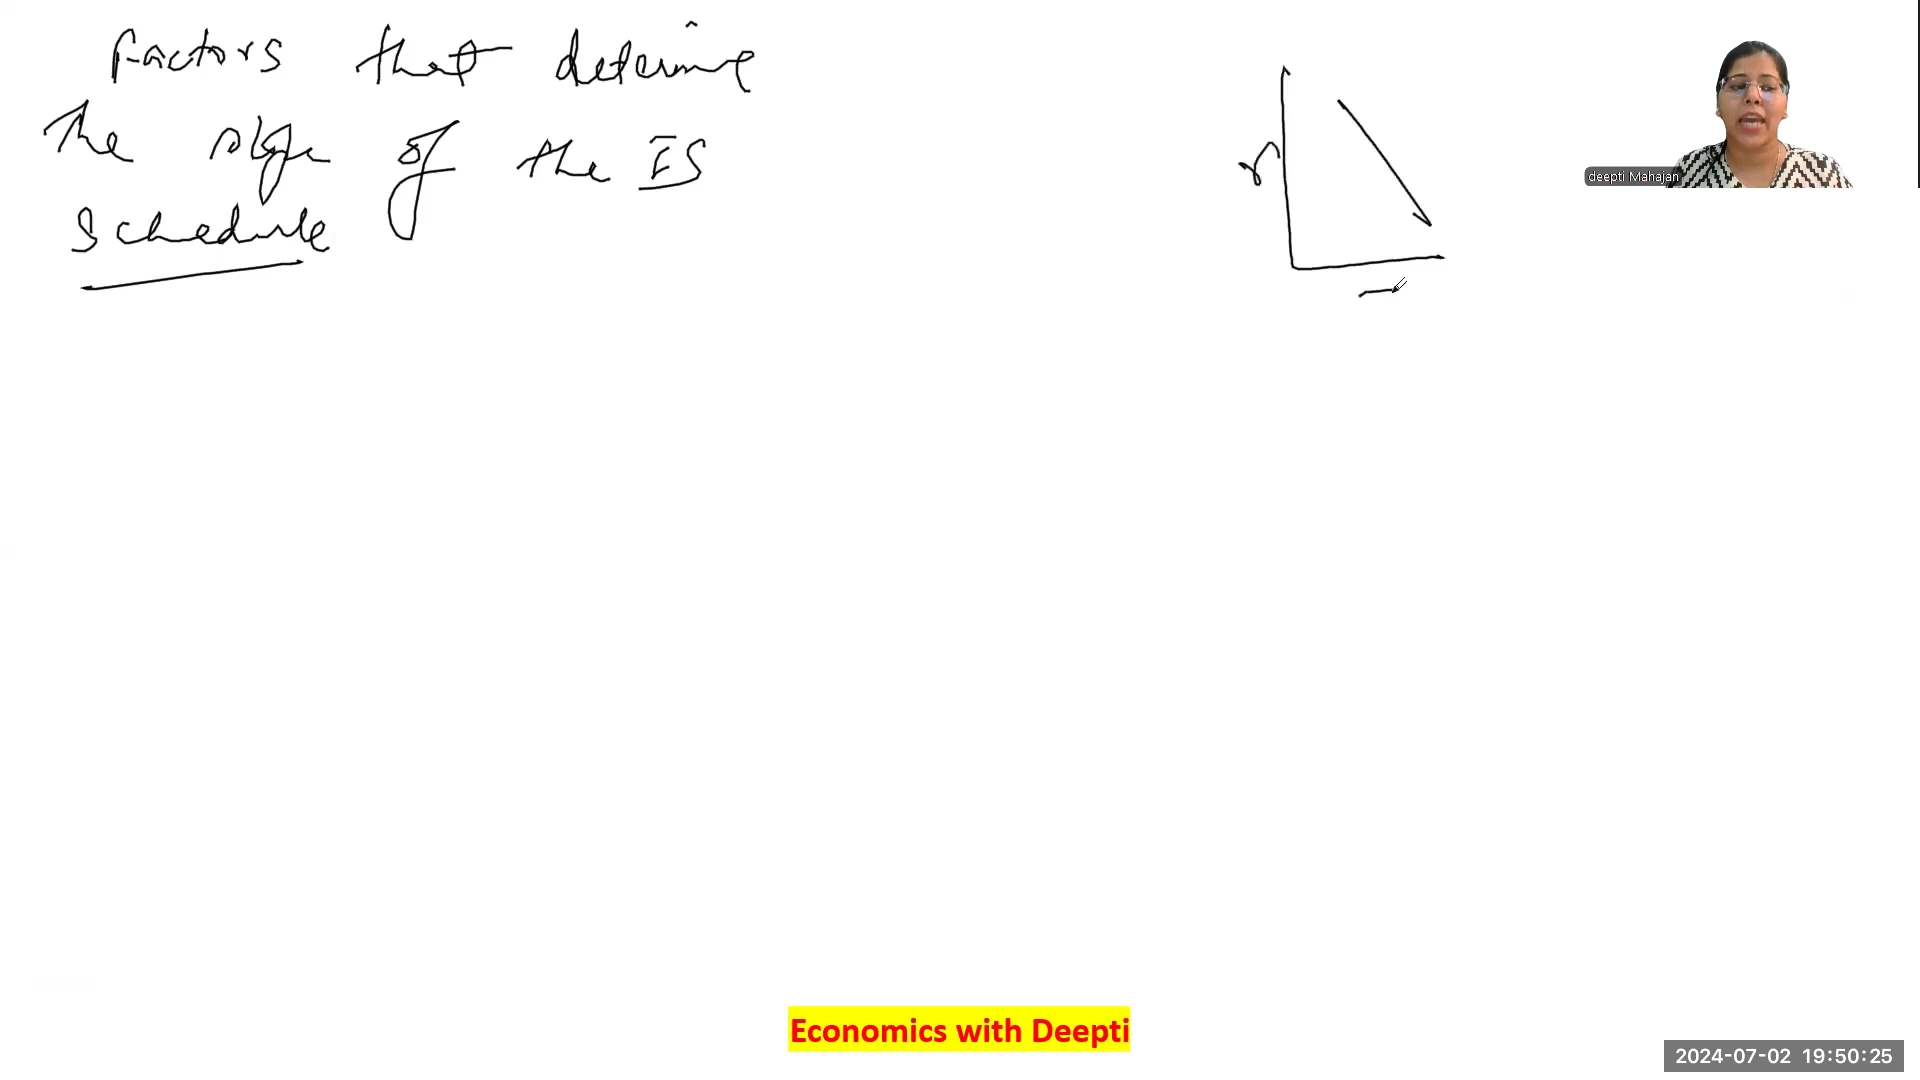 Factors that determine
the slope of the IS
Schedule
r
deepti Mahajan
Economics with Deepti
2024-07-02 19:50:25